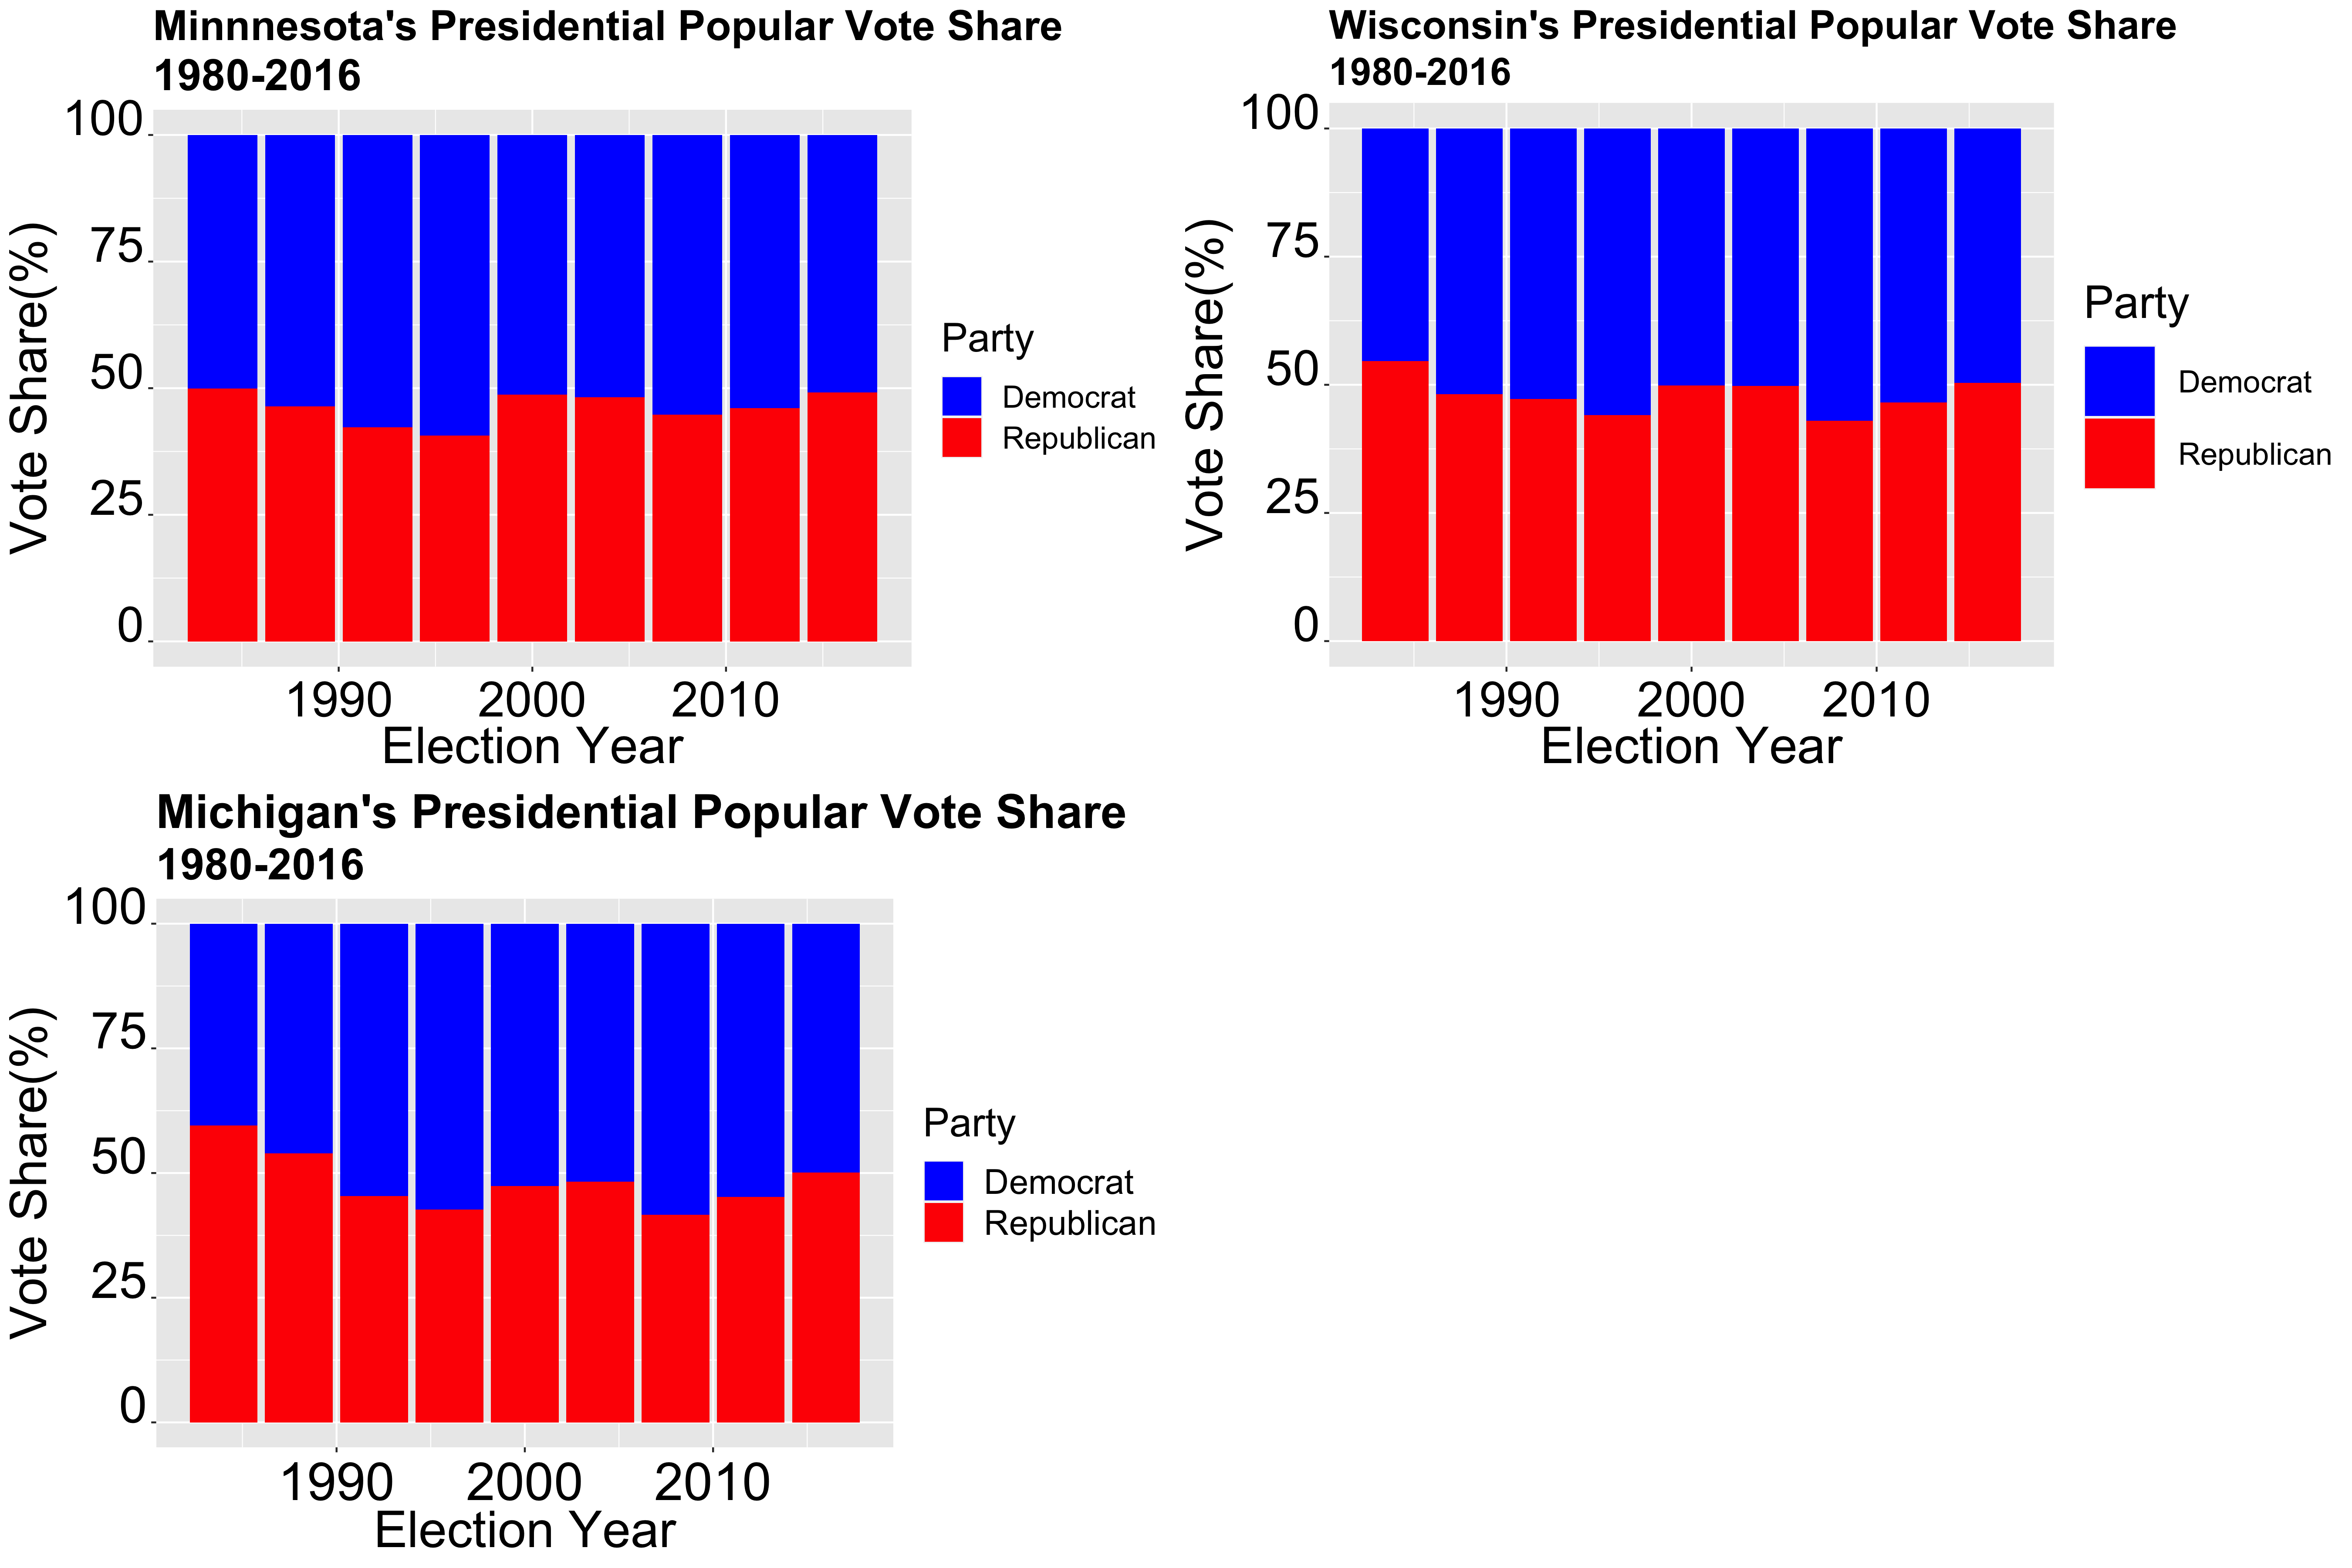 Minnnesota's Presidential Popular Vote Share
1980-2016
100
75
50
25
0
Vote Share(%)
1990 2000 2010
Election Year
Party
Democrat
Republican
Wisconsin's Presidential Popular Vote Share
1980-2016
100
75
50
25
0
Vote Share(%)
1990 2000 2010
Election Year
Party
Democrat
Republican
Michigan's Presidential Popular Vote Share
1980-2016
100
75
50
25
0
Vote Share(%)
1990 2000 2010
Election Year
Party
Democrat
Republican